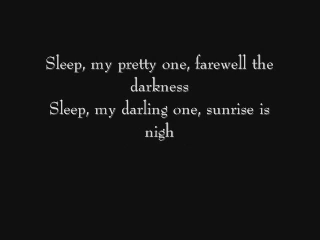 Sleep, my pretty one, farewell the
darkness
Sleep, my darling one, sunrise is
nigh